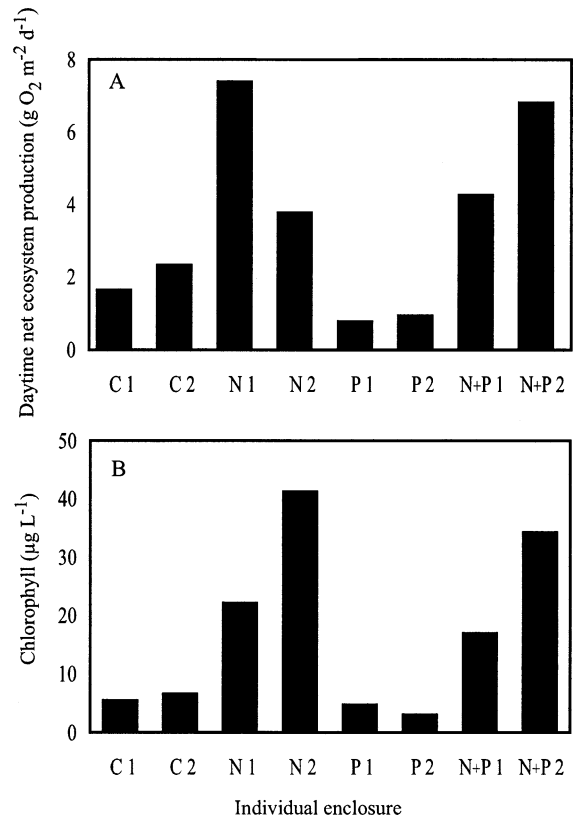 Daytime net ecosystem production (g O₂ m⁻² d⁻¹)
A
8
6
4
2
0
C 1 C 2 N 1 N 2 P 1 P 2 N+P 1 N+P 2
Chlorophyll (µg L⁻¹)
B
50
40
30
20
10
0
C 1 C 2 N 1 N 2 P 1 P 2 N+P 1 N+P 2
Individual enclosure